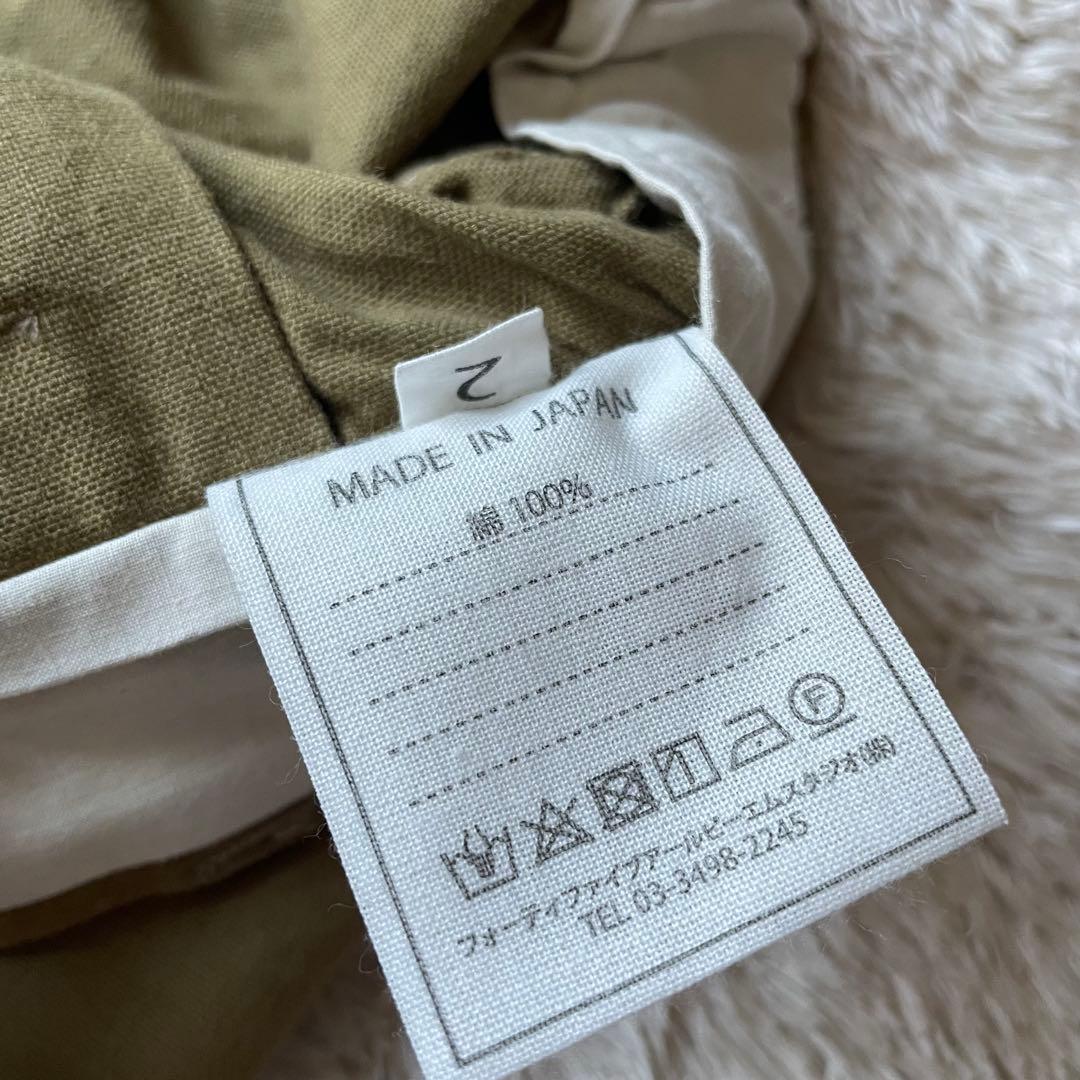 2
MADE IN JAPAN
綿 100%
F
フォーティファイブアールピーエムスタジオ(株)
TEL 03-3498-2245